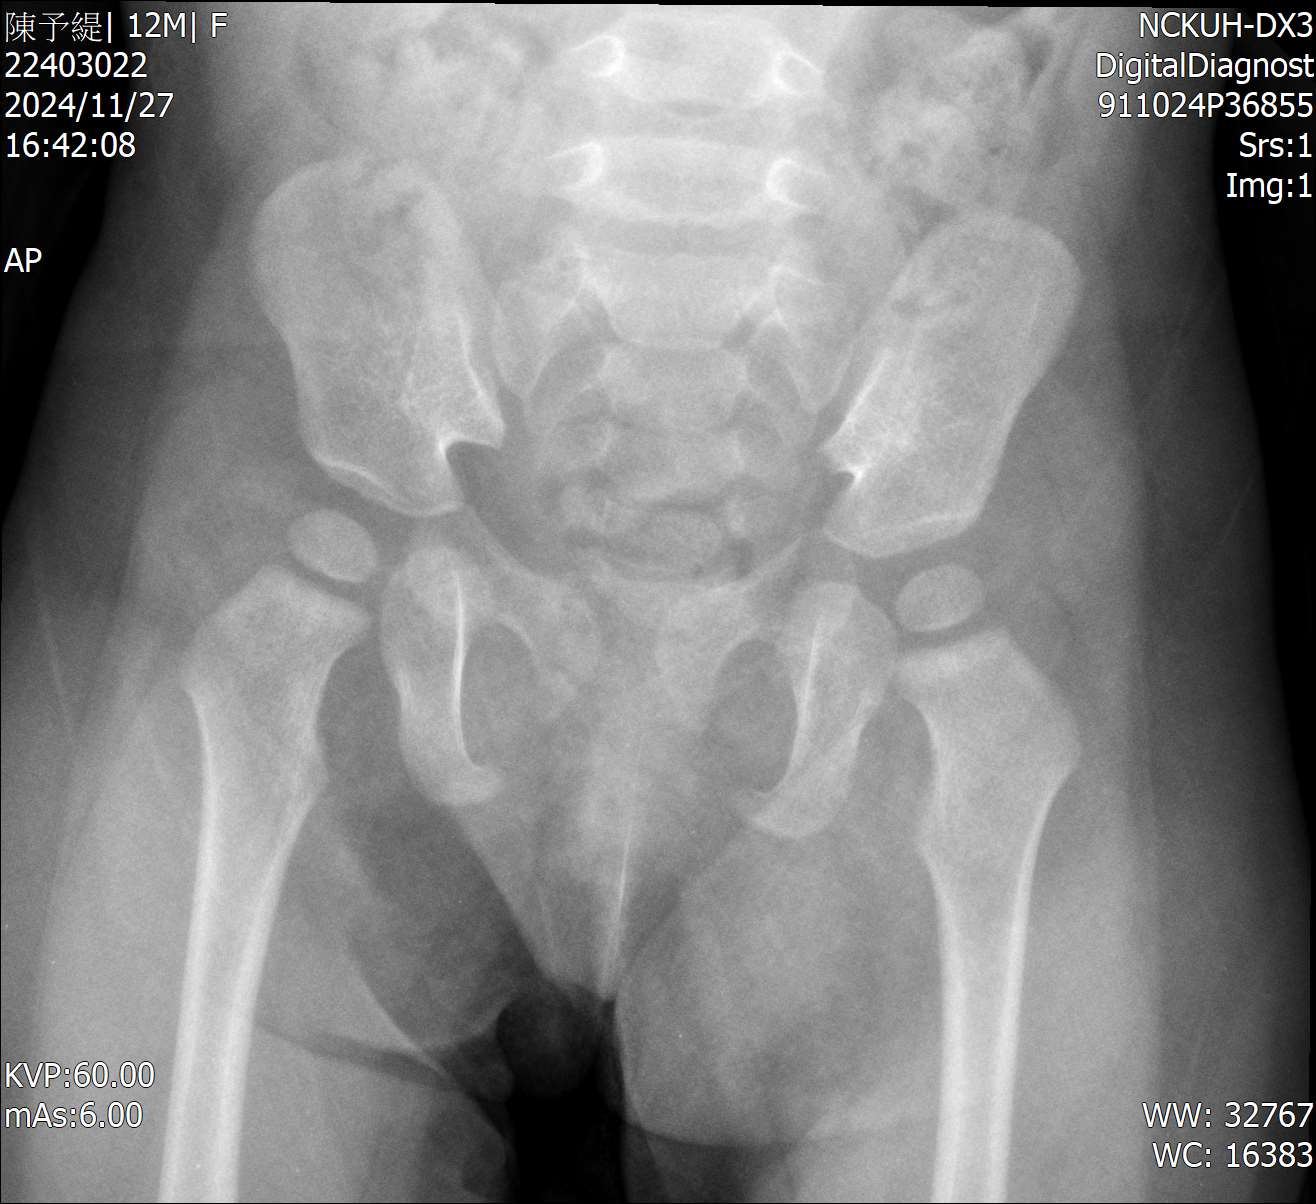 陳予緹| 12M| F
22403022
2024/11/27
16:42:08
AP
NCKUH-DX3
DigitalDiagnost
911024P36855
Srs:1
Img:1
KVP:60.00
mAs:6.00
WW: 32767
WC: 16383